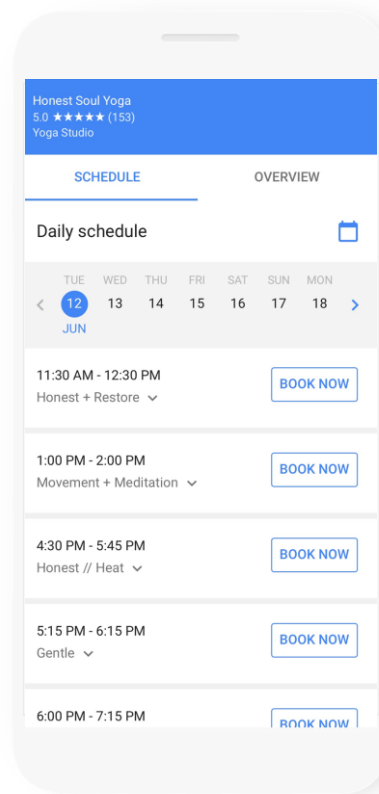 Honest Soul Yoga
5.0 ★★★★★ (153)
Yoga Studio
SCHEDULE OVERVIEW
Daily schedule
TUE WED THU FRI SAT SUN MON
< 12 13 14 15 16 17 18 >
JUN
11:30 AM - 12:30 PM
Honest + Restore
BOOK NOW
1:00 PM - 2:00 PM
Movement + Meditation
BOOK NOW
4:30 PM - 5:45 PM
Honest // Heat
BOOK NOW
5:15 PM - 6:15 PM
Gentle
BOOK NOW
6:00 PM - 7:15 PM
BOOK NOW